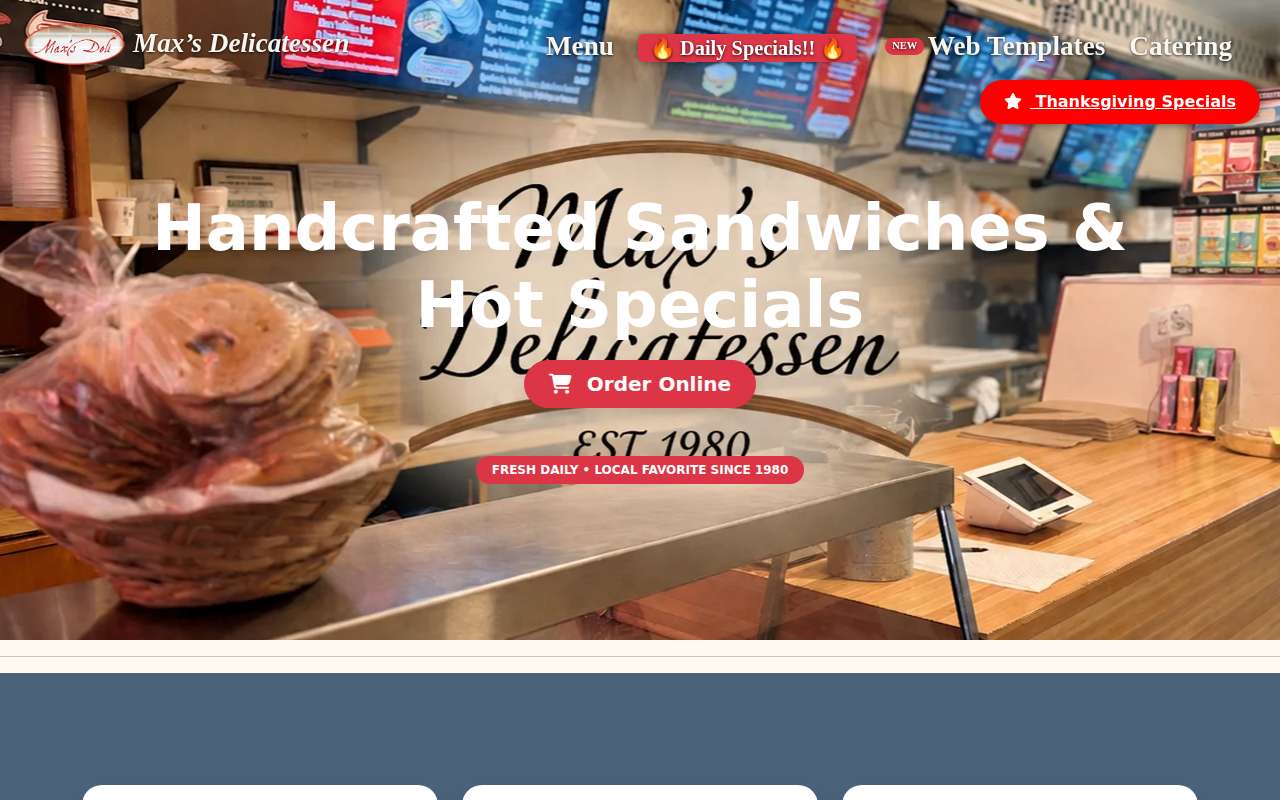 Max's Deli
Max’s Delicatessen
Menu
🔥 Daily Specials!! 🔥
NEW
Web Templates
Catering
Thanksgiving Specials
Max's
Delicatessen
EST. 1980
Handcrafted Sandwiches &
Hot Specials
Order Online
FRESH DAILY • LOCAL FAVORITE SINCE 1980